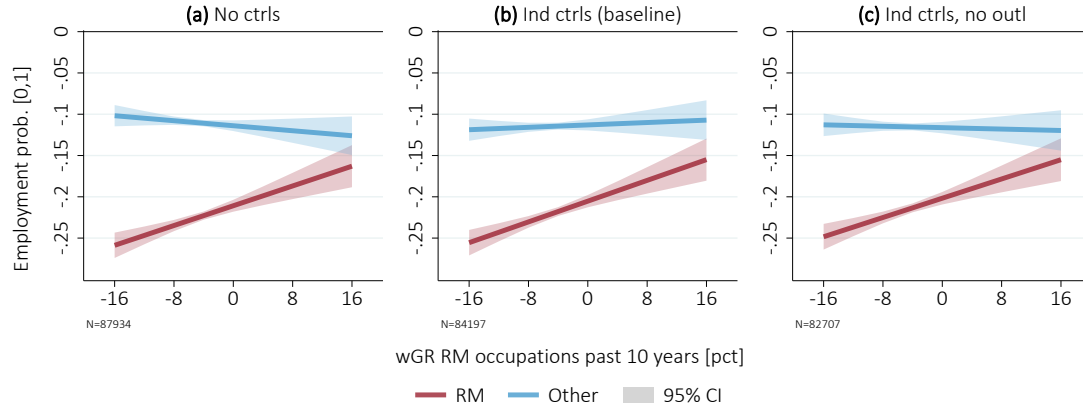 (a) No ctrls
(b) Ind ctrls (baseline)
(c) Ind ctrls, no outl
Employment prob. [0,1]
0
-.05
-.1
-.15
-.2
-.25
-16 -8 0 8 16
N=87934
0
-.05
-.1
-.15
-.2
-.25
-16 -8 0 8 16
N=84197
0
-.05
-.1
-.15
-.2
-.25
-16 -8 0 8 16
N=82707
wGR RM occupations past 10 years [pct]
RM Other 95% CI